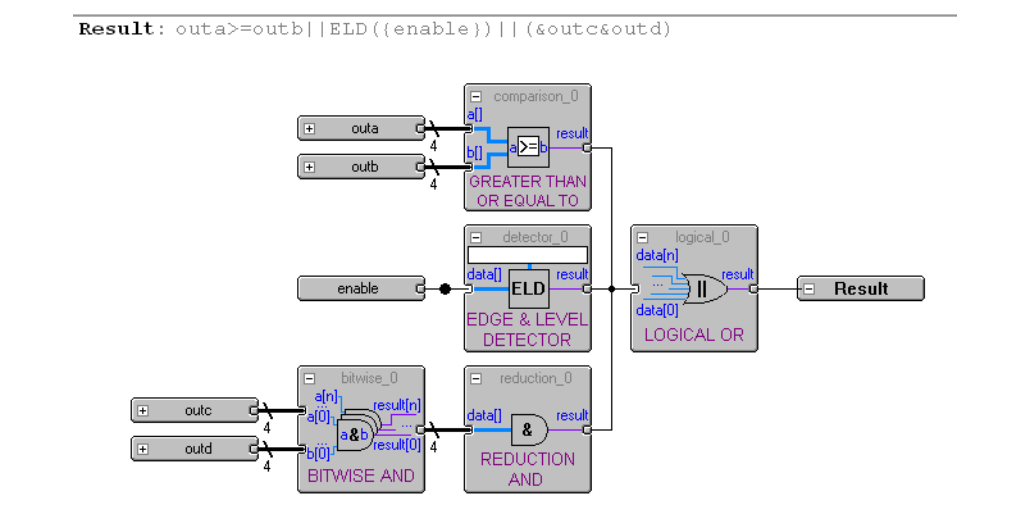 Result: outa>=outb||ELD({enable})||(&outc&outd)
comparison_0
a[]
outa
4
result
a>=b
b[]
outb
4
GREATER THAN
OR EQUAL TO
detector_0
logical_0
data[n]
data[]
result
result
enable
ELD
...
||
Result
data[0]
EDGE & LEVEL
DETECTOR
LOGICAL OR
bitwise_0
reduction_0
a[n]
result[n]
outc
...
a[0]
data[]
result
4
a&b
...
&
outd
...
b[0]
result[0]
4
4
BITWISE AND
REDUCTION
AND